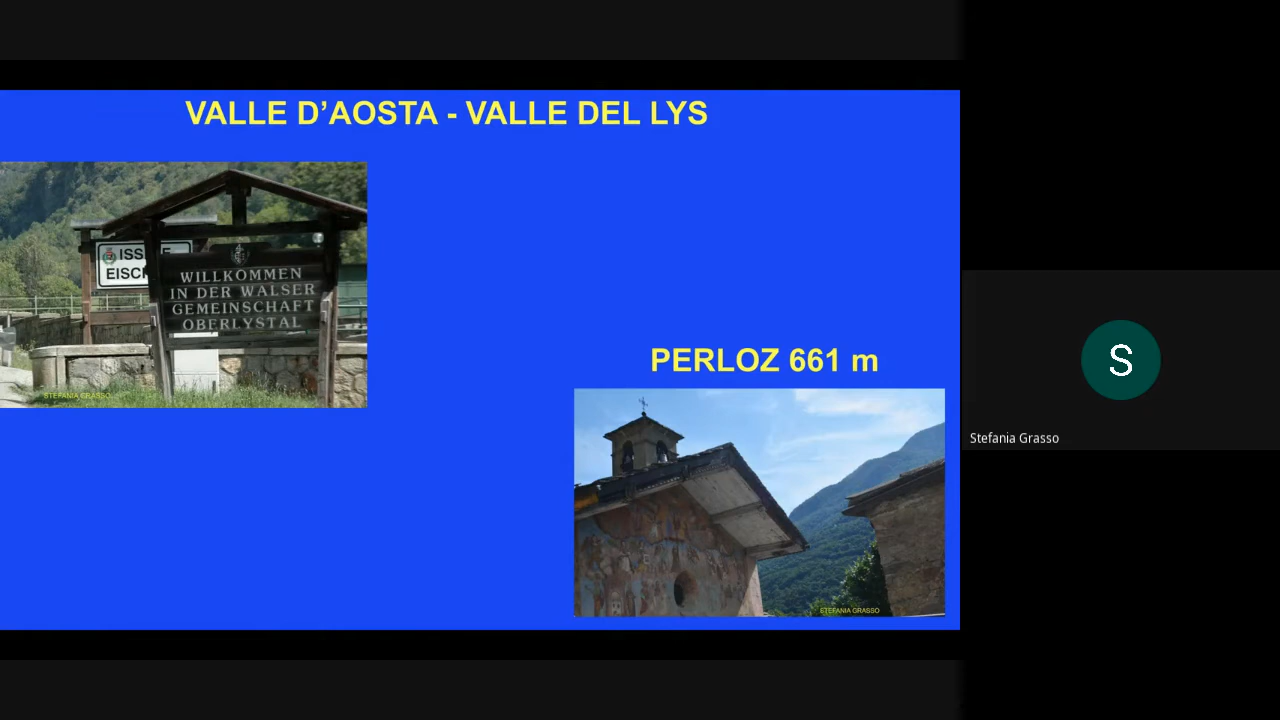 VALLE D'AOSTA - VALLE DEL LYS
WILLKOMMEN
IN DER WALSER
GEMEINSCHAFT
OBERLYSTAL
STEFANIA GRASSO
PERLOZ 661 m
STEFANIA GRASSO
S
Stefania Grasso